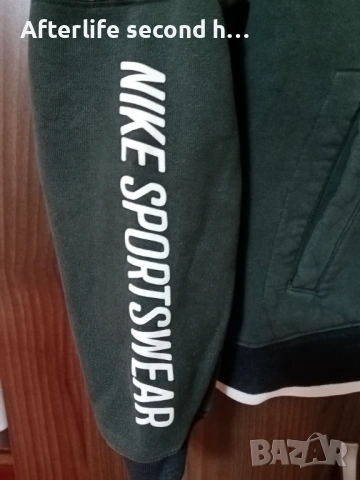 Afterlife second h...
NIKE SPORTSWEAR
BAZAR